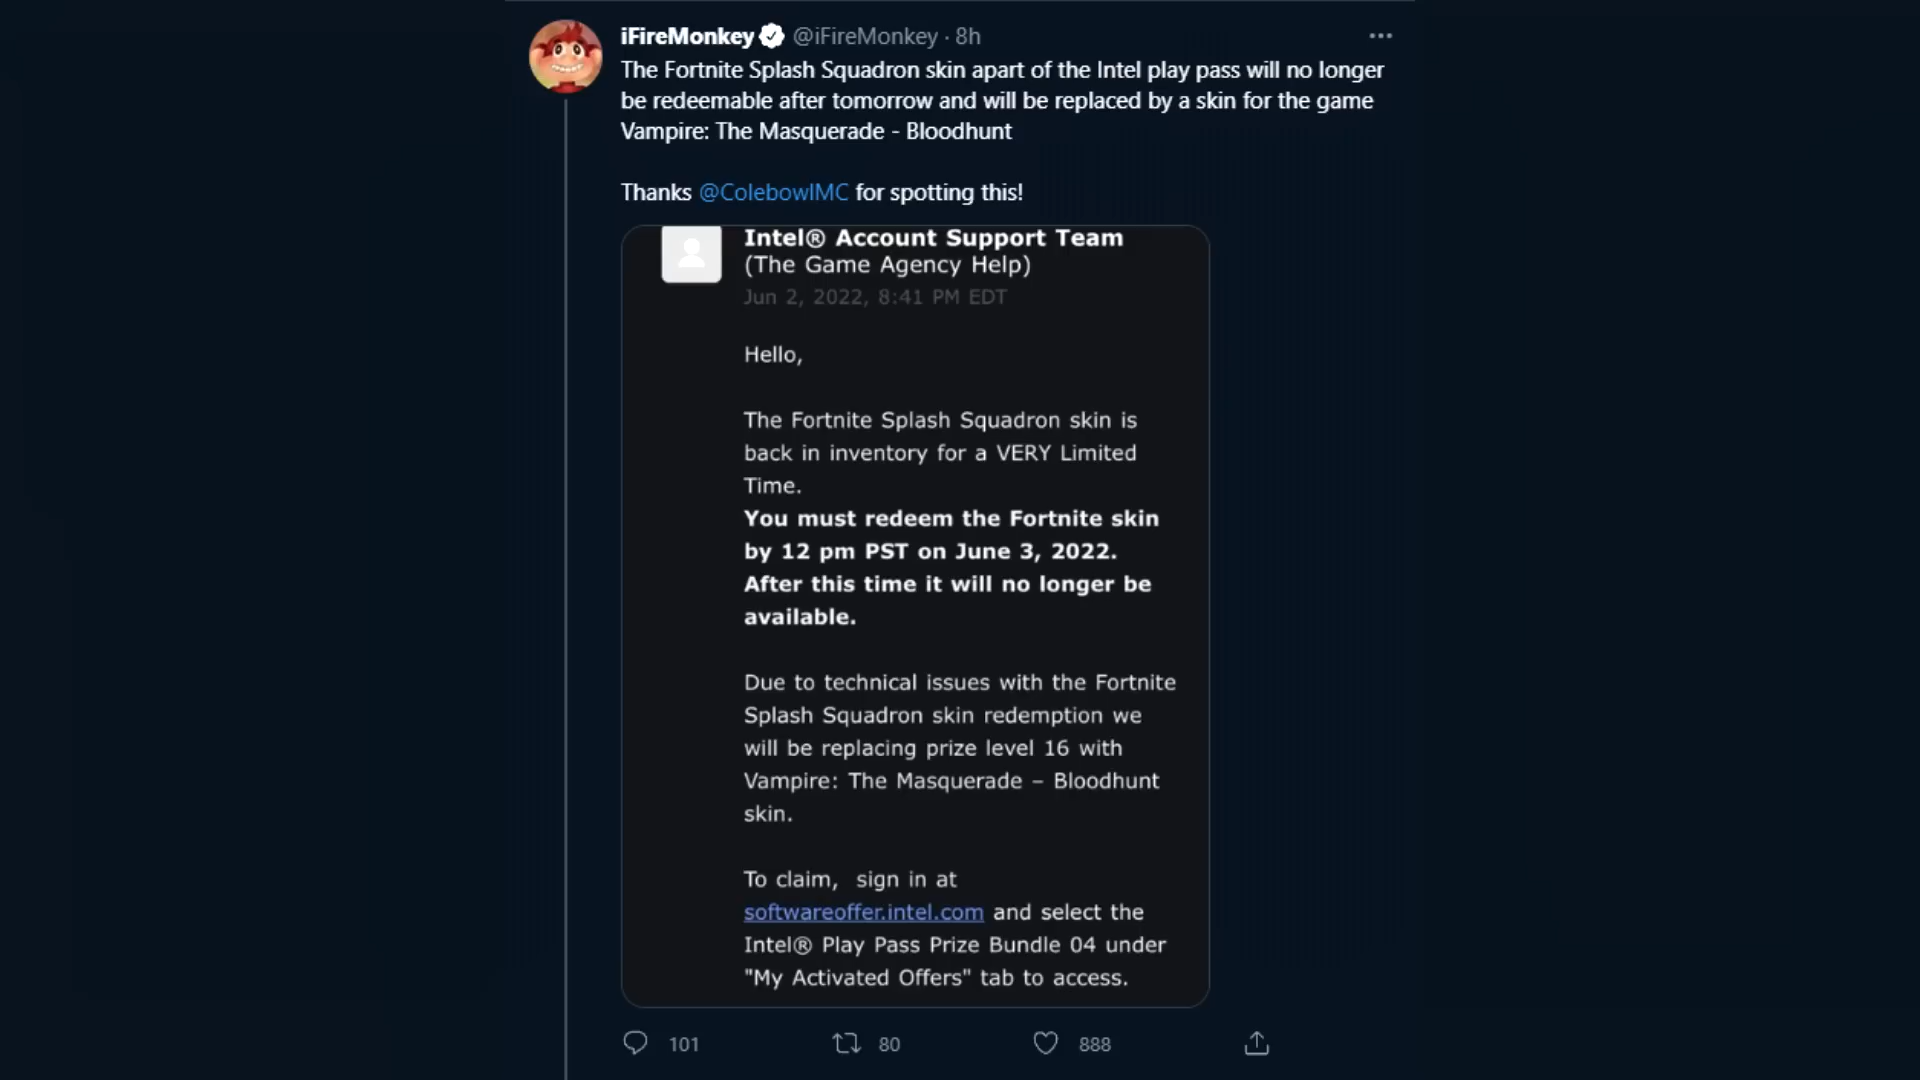 iFireMonkey @iFireMonkey · 8h
The Fortnite Splash Squadron skin apart of the Intel play pass will no longer
be redeemable after tomorrow and will be replaced by a skin for the game
Vampire: The Masquerade - Bloodhunt
Thanks @ColebowlMC for spotting this!
Intel® Account Support Team
(The Game Agency Help)
Jun 2, 2022, 8:41 PM EDT
Hello,
The Fortnite Splash Squadron skin is
back in inventory for a VERY Limited
Time.
You must redeem the Fortnite skin
by 12 pm PST on June 3, 2022.
After this time it will no longer be
available.
Due to technical issues with the Fortnite
Splash Squadron skin redemption we
will be replacing prize level 16 with
Vampire: The Masquerade – Bloodhunt
skin.
To claim,  sign in at
softwareoffer.intel.com and select the
Intel® Play Pass Prize Bundle 04 under
"My Activated Offers" tab to access.
101 80 888